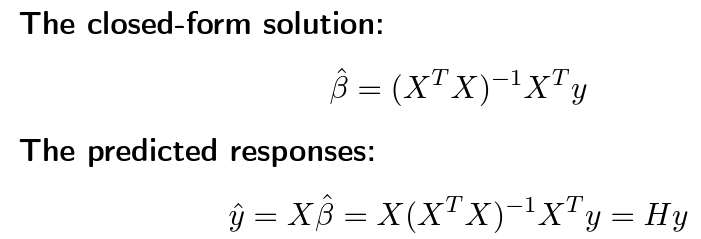 The closed-form solution:
β̂ = (XᵀX)⁻¹Xᵀy
The predicted responses:
ŷ = Xβ̂ = X(XᵀX)⁻¹Xᵀy = Hy